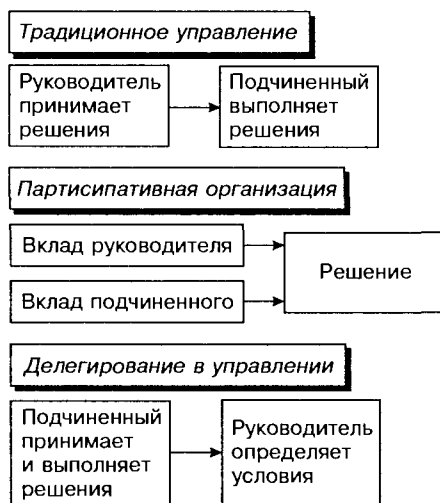 Традиционное управление
Руководитель
принимает
решения
Подчиненный
выполняет
решения
Партисипативная организация
Вклад руководителя
Вклад подчиненного
Решение
Делегирование в управлении
Подчиненный
принимает
и выполняет
решения
Руководитель
определяет
условия